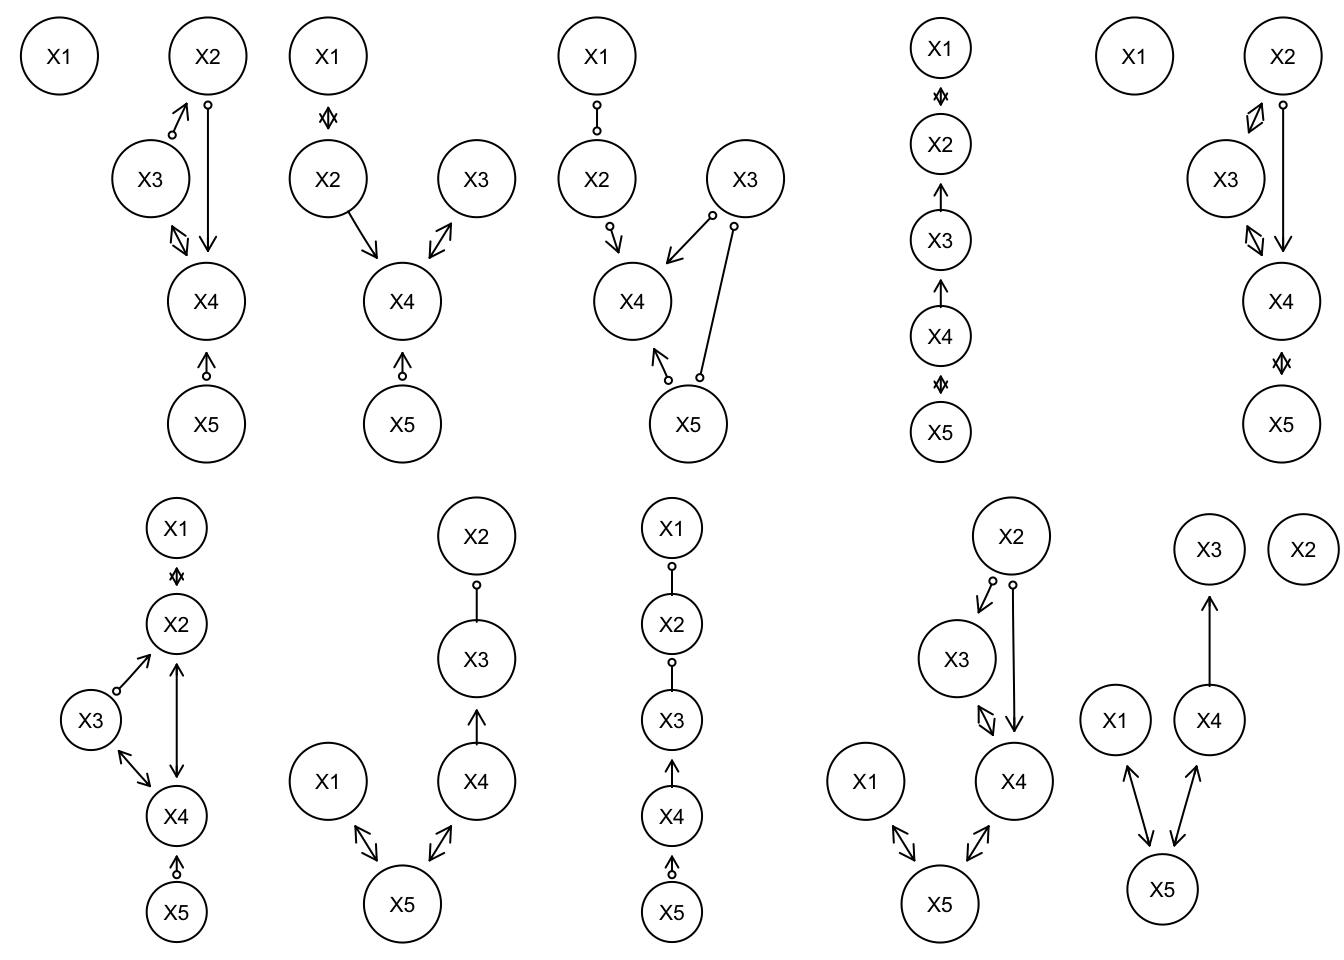 X1 X2 X1 X1 X1 X1 X2
X3 X2 X3 X2 X3 X2 X3
X4 X4 X4 X3 X4
X5 X5 X5 X4 X5
X5
X1 X2 X1 X2 X3 X2
X2 X3 X2 X3 X1 X4
X3 X1 X4 X3 X1 X4 X5
X4 X5 X4 X5
X5 X5